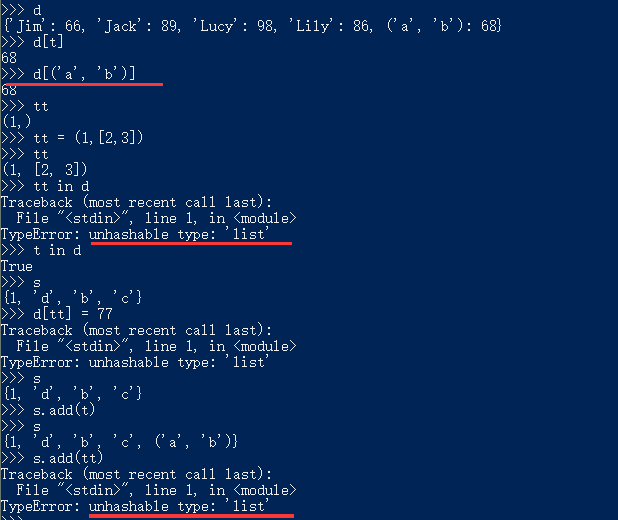 >>> d
{'Jim': 66, 'Jack': 89, 'Lucy': 98, 'Lily': 86, ('a', 'b'): 68}
>>> d[t]
68
>>> d[('a', 'b')]
68
>>> tt
(1,)
>>> tt = (1,[2,3])
>>> tt
(1, [2, 3])
>>> tt in d
Traceback (most recent call last):
  File "<stdin>", line 1, in <module>
TypeError: unhashable type: 'list'
>>> t in d
True
>>> s
{1, 'd', 'b', 'c'}
>>> d[tt] = 77
Traceback (most recent call last):
  File "<stdin>", line 1, in <module>
TypeError: unhashable type: 'list'
>>> s
{1, 'd', 'b', 'c'}
>>> s.add(t)
>>> s
{1, 'd', 'b', 'c', ('a', 'b')}
>>> s.add(tt)
Traceback (most recent call last):
  File "<stdin>", line 1, in <module>
TypeError: unhashable type: 'list'
>>>